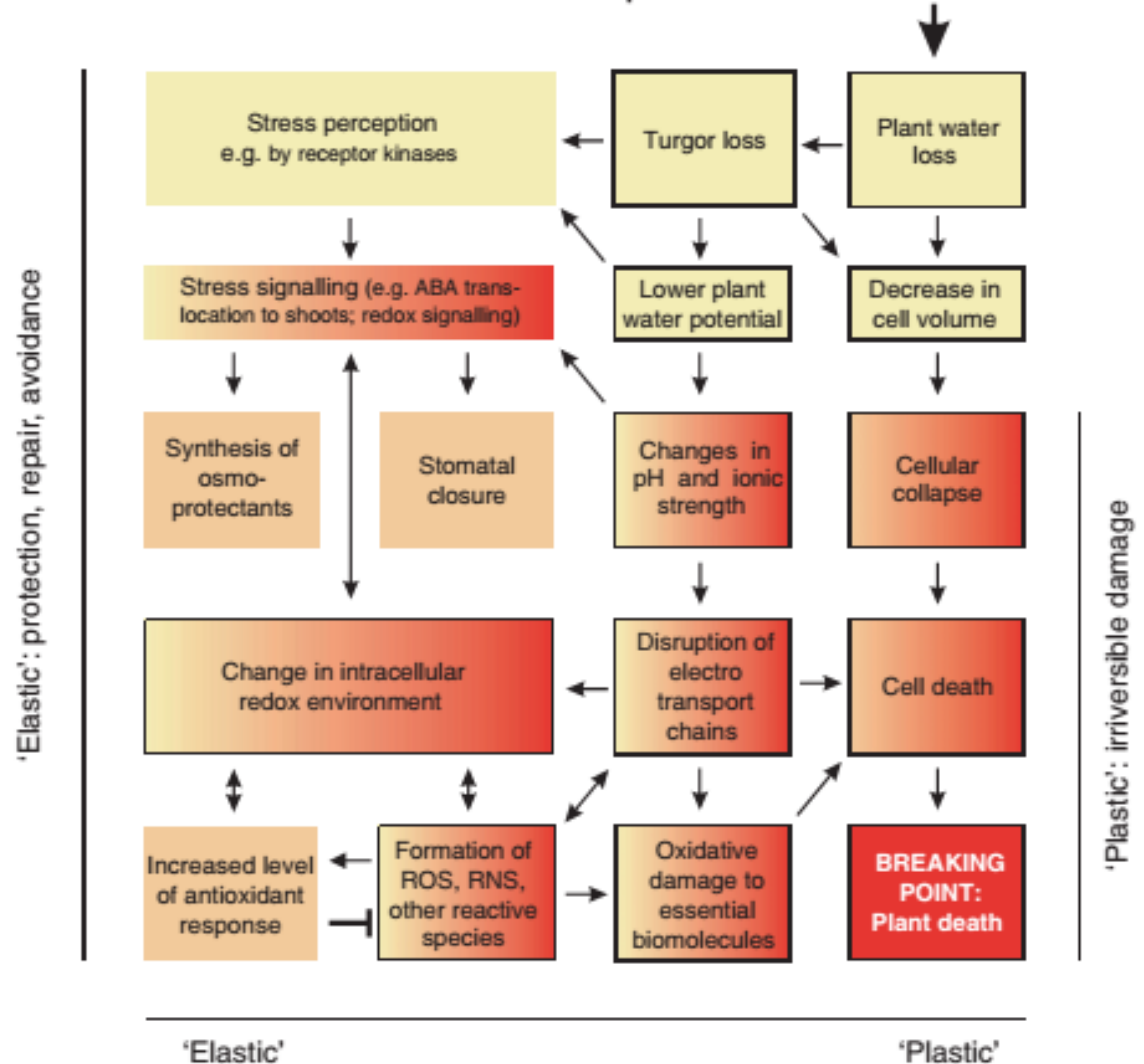 Stress perception
e.g. by receptor kinases
Turgor loss
Plant water
loss
Stress signalling (e.g. ABA trans-
location to shoots; redox signalling)
Lower plant
water potential
Decrease in
cell volume
Synthesis of
osmo-
protectants
Stomatal
closure
Changes in
pH and ionic
strength
Cellular
collapse
Change in intracellular
redox environment
Disruption of
electro
transport
chains
Cell death
Increased level
of antioxidant
response
Formation of
ROS, RNS,
other reactive
species
Oxidative
damage to
essential
biomolecules
BREAKING
POINT:
Plant death
'Elastic': protection, repair, avoidance
'Plastic': irriversible damage
'Elastic'
'Plastic'